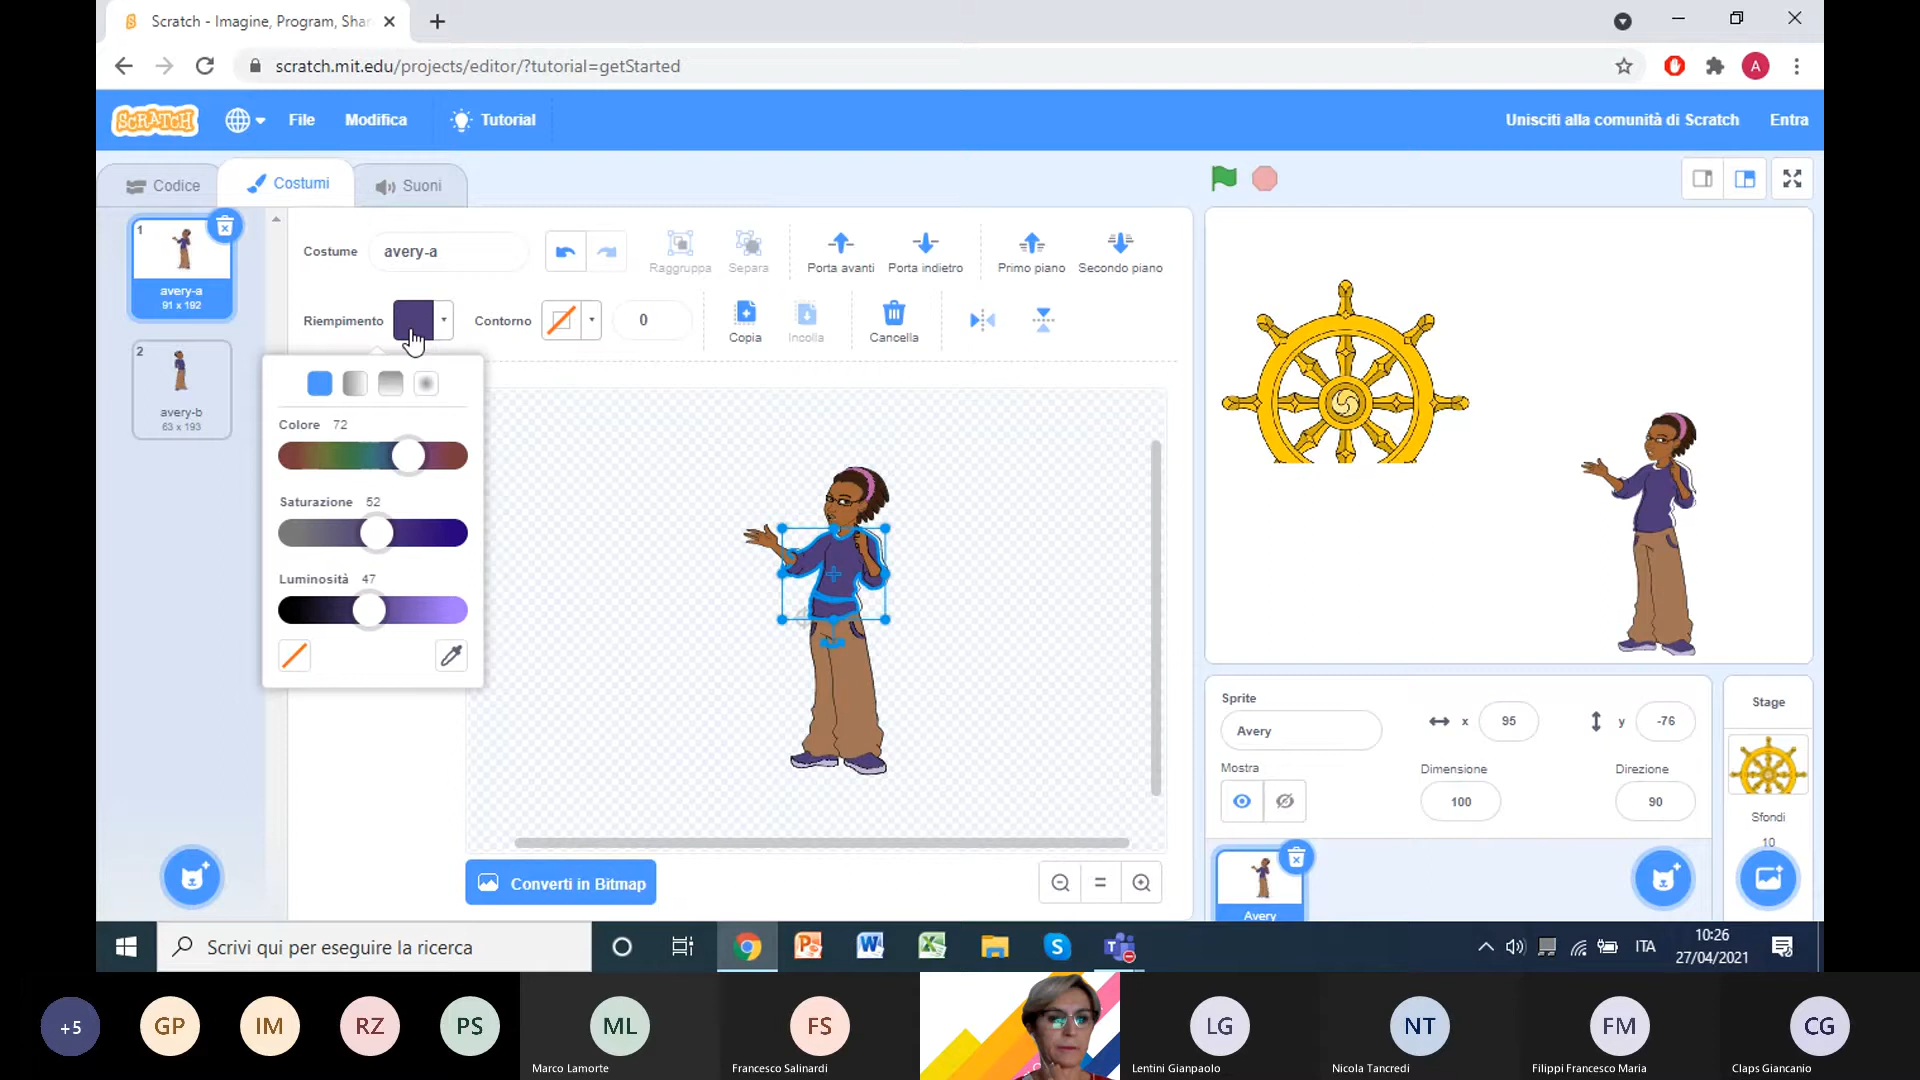 Scratch - Imagine, Program, Shar
scratch.mit.edu/projects/editor/?tutorial=getStarted
A
SCRATCH
File
Modifica
Tutorial
Unisciti alla comunità di Scratch
Entra
Codice
Costumi
Suoni
1
avery-a
91 x 192
2
avery-b
63 x 193
Costume
avery-a
Raggruppa
Separa
Porta avanti
Porta indietro
Primo piano
Secondo piano
Riempimento
Contorno
0
Copia
Incolla
Cancella
Colore 72
Saturazione 52
Luminosità 47
Converti in Bitmap
Sprite
Avery
x 95
y -76
Mostra
Dimensione
100
Direzione
90
Avery
Stage
Sfondi
10
Scrivi qui per eseguire la ricerca
ITA
10:26
27/04/2021
+5
GP
IM
RZ
PS
ML
Marco Lamorte
FS
Francesco Salinardi
LG
Lentini Gianpaolo
NT
Nicola Tancredi
FM
Filippi Francesco Maria
CG
Claps Giancanio